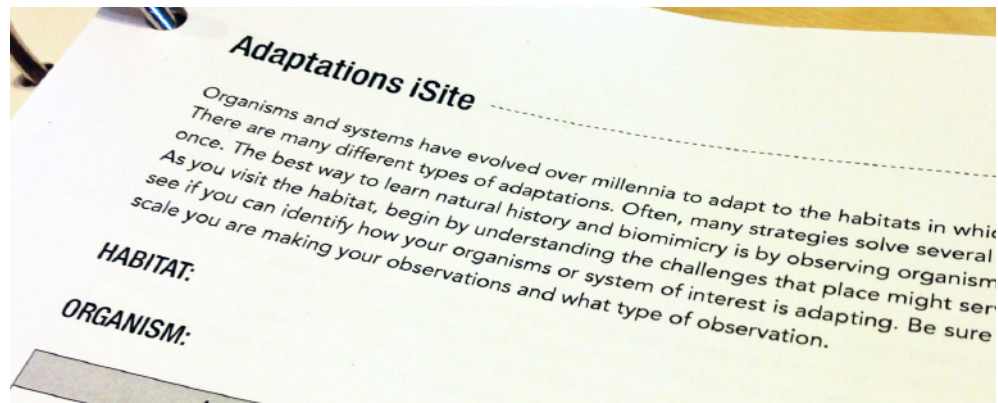 Adaptations iSite
Organisms and systems have evolved over millennia to adapt to the habitats in
There are many different types of adaptations. Often, many strategies solve several
once. The best way to learn natural history and biomimicry is by observing
As you visit the habitat, begin by understanding the challenges that place might
see if you can identify how your organisms or system of interest is adapting. Be sure
scale you are making your observations and what type of observation.
HABITAT:
ORGANISM: